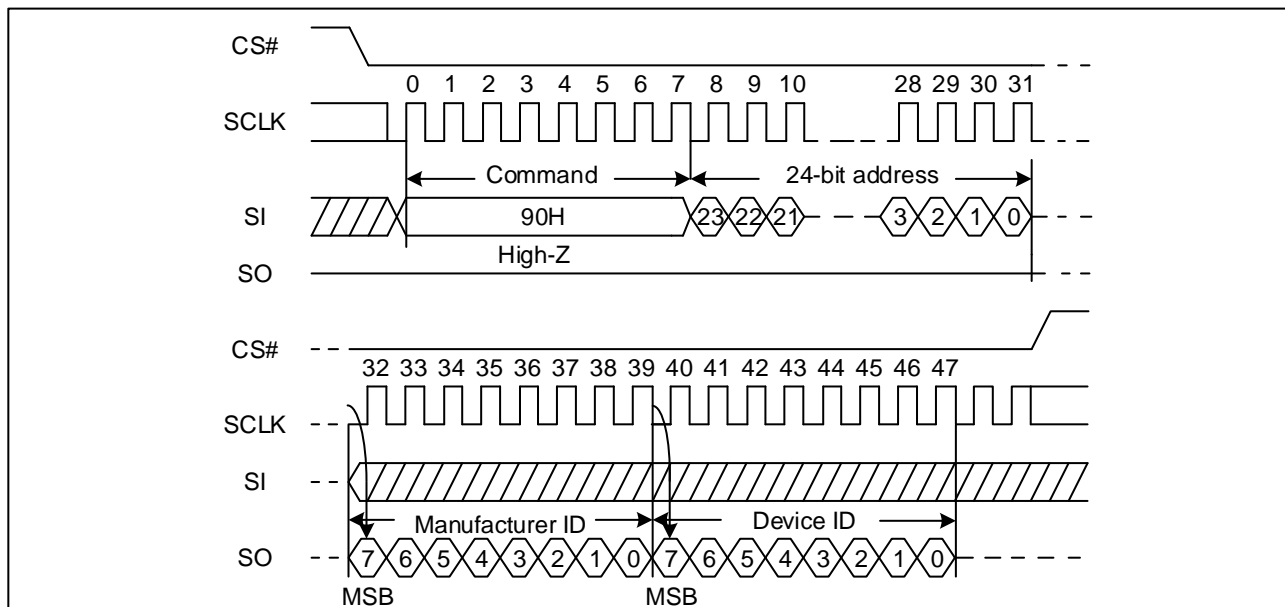 CS#
0 1 2 3 4 5 6 7 8 9 10 28 29 30 31
SCLK
Command 24-bit address
SI 90H 23 22 21 3 2 1 0
High-Z
SO
CS#
32 33 34 35 36 37 38 39 40 41 42 43 44 45 46 47
SCLK
SI
Manufacturer ID Device ID
SO 7 6 5 4 3 2 1 0 7 6 5 4 3 2 1 0
MSB MSB